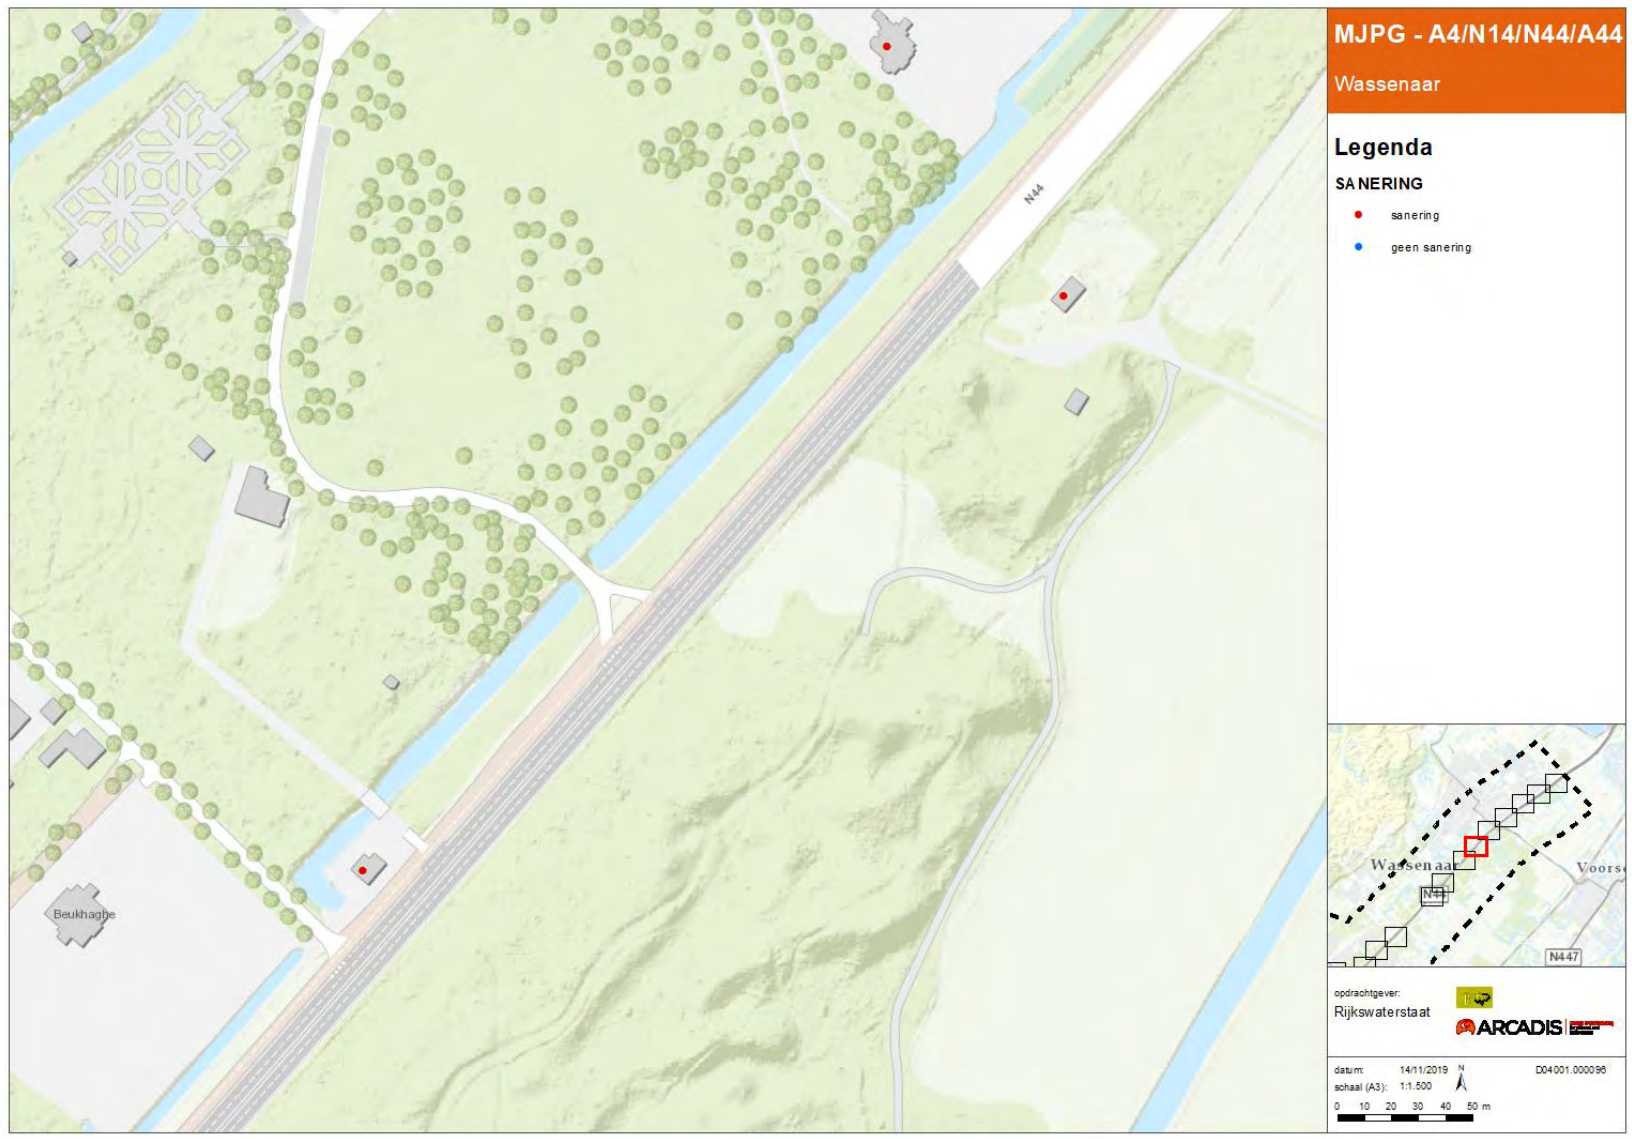 MJPG - A4/N14/N44/A44
Wassenaar
Legenda
SANERING
sanering
geen sanering
N44
Beukhaghe
Wassenaar
N44
N447
opdrachtgever:
Rijkswaterstaat
ARCADIS
datum: 14/11/2019 N D04001.000096
schaal (A3): 1:1.500
0 10 20 30 40 50 m